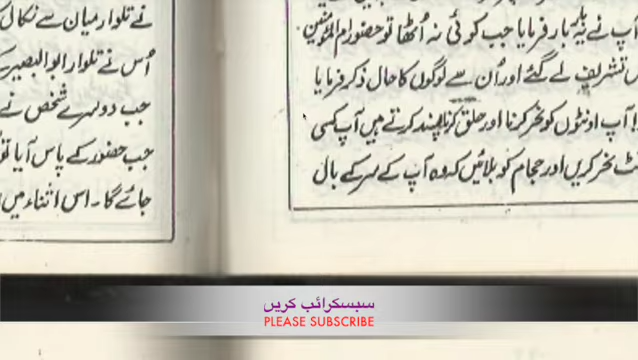 آپ نے یہ بار بار فرمایا جب کوئی نہ اُٹھا تو حضور ام المؤمنین
تشریف لے گئے اور اُن سے لوگوں کا حال ذکر فرمایا
آپ اونٹوں کو نحر کرنا اور حلق کرنا پسند کرتے ہیں آپ کسی
نحر کریں اور حجام کو بلائیں کہ وہ آپ کے سر کے بال
نے تلوار میان سے نکال
اُس نے تلوار ابو البصیر
جب دوسرے شخص نے
جب حضور کے پاس آیا تو
جائے گا۔ اس اثناء میں
سبسکرائب کریں
PLEASE SUBSCRIBE